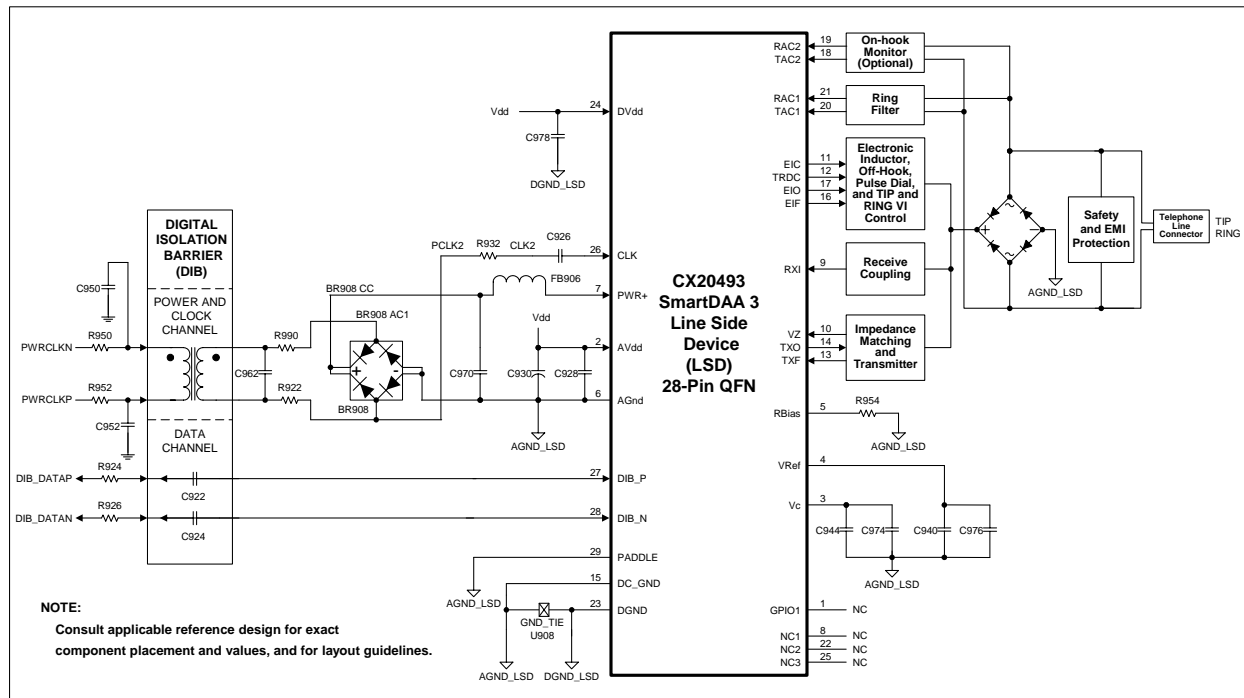 19
18
RAC2
TAC2
On-hook
Monitor
(Optional)
21
20
RAC1
TAC1
Ring
Filter
Vdd
24
DVdd
C978
DGND_LSD
11
12
17
16
EIC
TRDC
EIO
EIF
Electronic
Inductor,
Off-Hook,
Pulse Dial,
and TIP and
RING VI
Control
~
+
-
~
AGND_LSD
Safety
and EMI
Protection
Telephone
Line
Connector
TIP
RING
DIGITAL
ISOLATION
BARRIER
(DIB)
PCLK2
R932
CLK2
C926
26
CLK
9
RXI
Receive
Coupling
CX20493
SmartDAA 3
Line Side
Device
(LSD)
28-Pin QFN
C950
POWER AND
CLOCK
CHANNEL
BR908 CC
FB906
7
PWR+
BR908 AC1
Vdd
PWRCLKN
R950
R990
C962
+
-
~
~
C970
C930
C928
2
AVdd
10
14
13
VZ
TXO
TXF
Impedance
Matching
and
Transmitter
PWRCLKP
R952
R922
BR908
6
AGnd
AGND_LSD
C952
5
RBias
R954
AGND_LSD
DATA
CHANNEL
DIB_DATAP
R924
C922
27
DIB_P
4
VRef
DIB_DATAN
R926
C924
28
DIB_N
3
Vc
C944
C974
C940
C976
AGND_LSD
29
PADDLE
15
DC_GND
AGND_LSD
23
DGND
GND_TIE
U908
AGND_LSD
DGND_LSD
GPIO1
1
NC
NC1
8
NC
NC2
22
NC
NC3
25
NC
NOTE:
Consult applicable reference design for exact
component placement and values, and for layout guidelines.